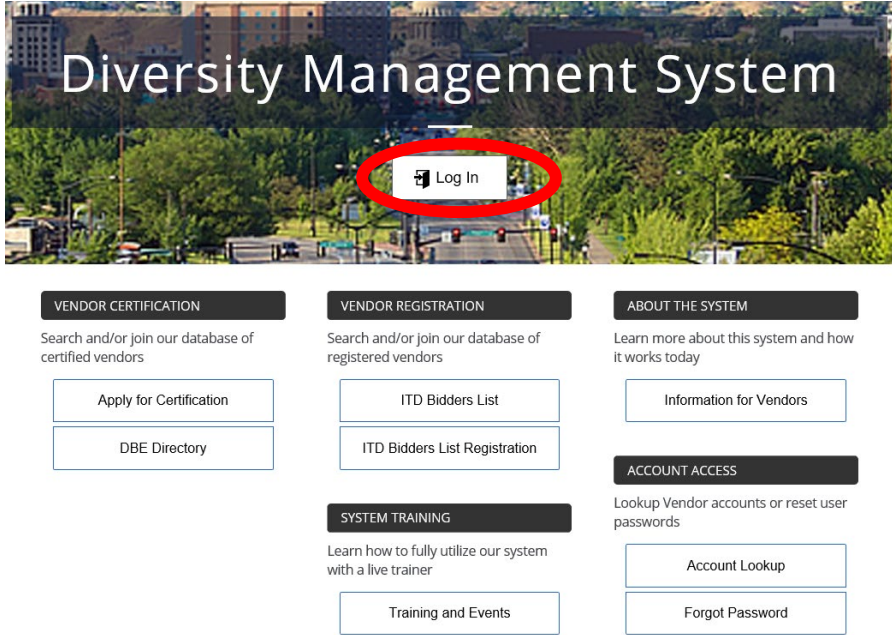 Diversity Management System
Log In
VENDOR CERTIFICATION
Search and/or join our database of
certified vendors
Apply for Certification
DBE Directory
VENDOR REGISTRATION
Search and/or join our database of
registered vendors
ITD Bidders List
ITD Bidders List Registration
SYSTEM TRAINING
Learn how to fully utilize our system
with a live trainer
Training and Events
ABOUT THE SYSTEM
Learn more about this system and how
it works today
Information for Vendors
ACCOUNT ACCESS
Lookup Vendor accounts or reset user
passwords
Account Lookup
Forgot Password